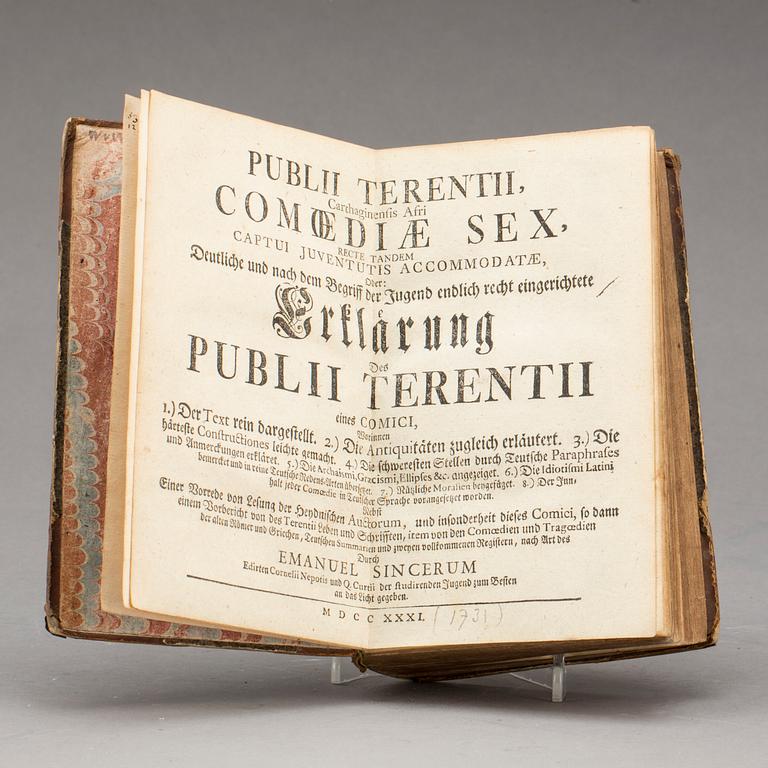 PUBLII TERENTII,
Carthaginensis Afri
COMŒDIÆ SEX,
RECTE TANDEM
CAPTUI JUVENTUTIS ACCOMMODATÆ,
Oder:
Deutliche und nach dem Begriff der Jugend endlich recht eingerichtete
Erklaͤrung
Des
PUBLII TERENTII
eines COMICI,
Worinnen
1.) Der Text rein dargestellt. 2.) Die Antiquitäten zugleich erläutert. 3.) Die
härteste Constructiones leichte gemacht. 4.) Die schweresten Stellen durch Teutsche Paraphrases
und Anmerckungen erkläret. 5.) Die Archaismi, Græcismi, Ellipses &c. angezeiget. 6.) Die Idiotismi Latini
bemercket und in reine Teutsche Redens-Arten übersetzet. 7.) Nützliche Moralien beygefüget. 8.) Der Inn-
halt jeder Comœdie in Teutscher Sprache vorangesetzet worden.
Nebst
Einer Vorrede von Lesung der Heydnischen Auctorum, und insonderheit dieses Comici, so dann
einem Vorbericht von des Terentii Leben und Schrifften, item von den Comœdien und Tragœdien
der alten Römer und Griechen, Teutschen Summarien und zweyen vollkommenen Registern, nach Art des
Durch
EMANUEL SINCERUM
Edirten Cornelii Nepotis und Q. Curtii der studirenden Jugend zum Besten
an das Licht gegeben.
MDCCXXXI. (1731)